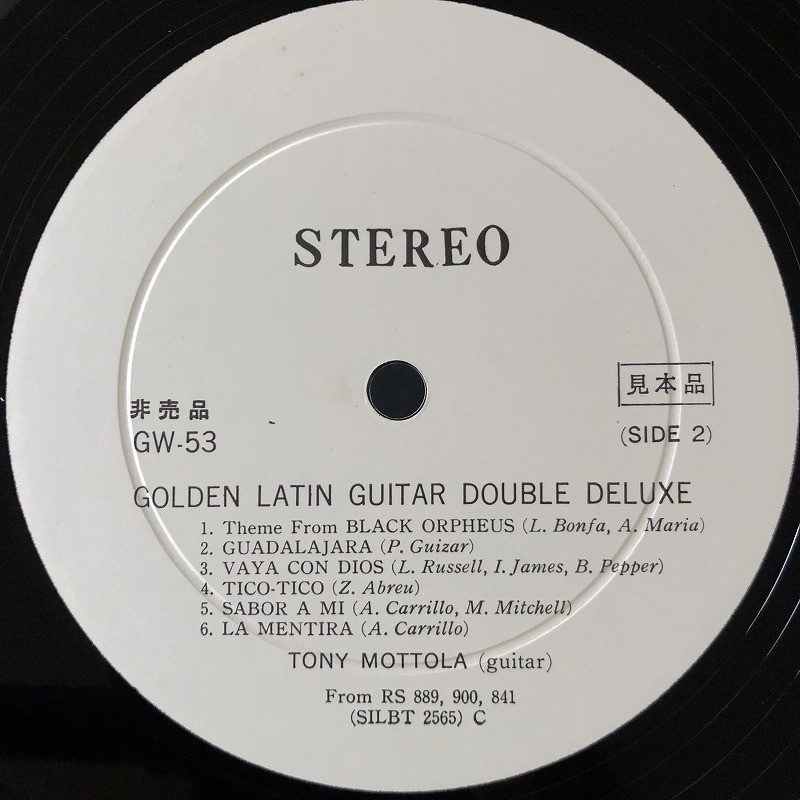 STEREO
非売品
見本品
GW-53
(SIDE 2)
GOLDEN LATIN GUITAR DOUBLE DELUXE
1. Theme From BLACK ORPHEUS (L. Bonfa, A. Maria)
2. GUADALAJARA (P. Guizar)
3. VAYA CON DIOS (L. Russell, I. James, B. Pepper)
4. TICO-TICO (Z. Abreu)
5. SABOR A MI (A. Carrillo, M. Mitchell)
6. LA MENTIRA (A. Carrillo)
TONY MOTTOLA (guitar)
From RS 889, 900, 841
(SILBT 2565) C